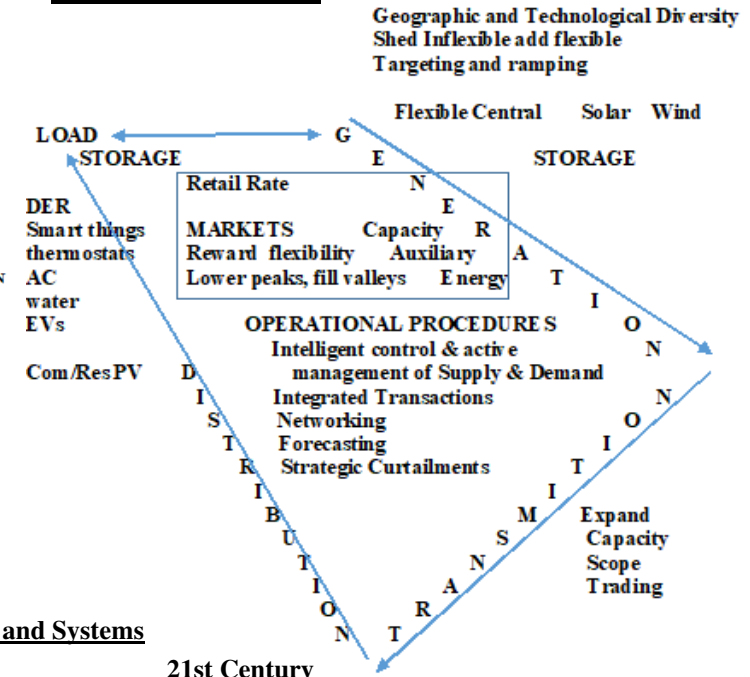 Geographic and Technological Diversity
Shed Inflexible add flexible
Targeting and ramping
Flexible Central Solar Wind
LOAD
GENERATION
STORAGE
STORAGE
Retail Rate
DER
Smart things
thermostats
AC
water
EVs
MARKETS Capacity
Reward flexibility Auxiliary
Lower peaks, fill valleys Energy
OPERATIONAL PROCEDURES
Intelligent control & active
management of Supply & Demand
Integrated Transactions
Networking
Forecasting
Strategic Curtailments
Com/Res PV
DISTRIBUTION
TRANSMITION
Expand
Capacity
Scope
Trading
and Systems
21st Century